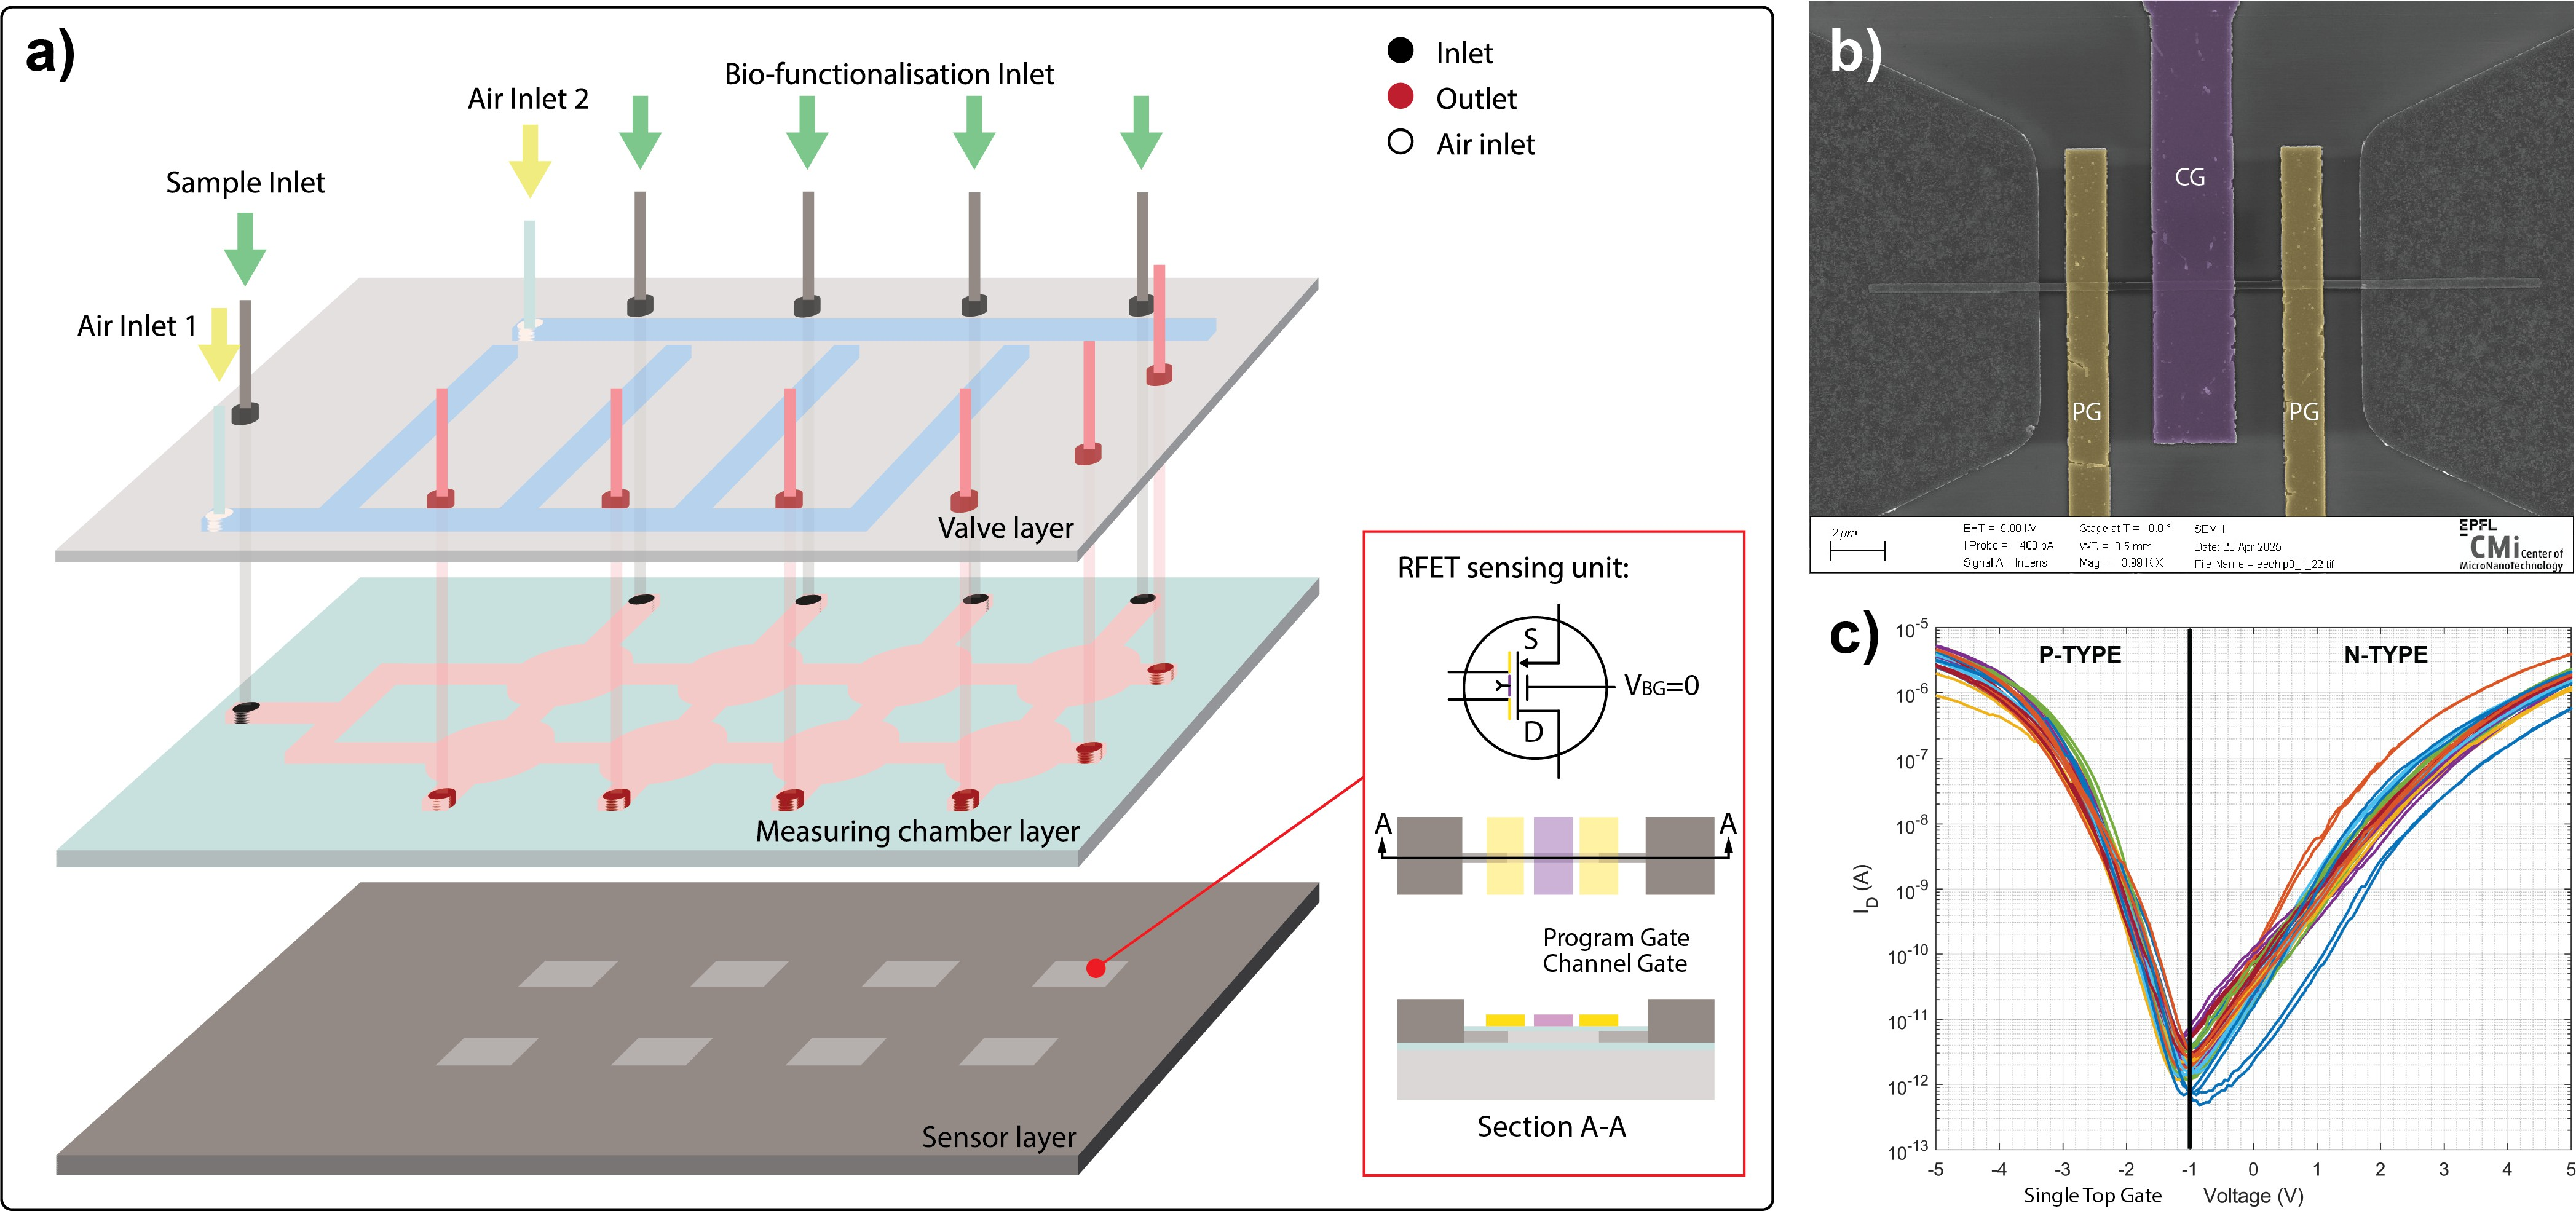 a)
Inlet
Outlet
Air inlet
Bio-functionalisation Inlet
Air Inlet 2
Sample Inlet
Air Inlet 1
Valve layer
Measuring chamber layer
Sensor layer
RFET sensing unit:
S
VBG=0
D
A A
Program Gate
Channel Gate
Section A-A
b)
CG
PG PG
2 µm
EHT = 5.00 kV Stage at T = 0.0 ° SEM 1
I Probe = 400 pA WD = 8.5 mm Date: 20 Apr 2025
Signal A = InLens Mag = 3.99 K X File Name = eechip8_il_22.tif
EPFL
CMi Center of
MicroNanoTechnology
c)
P-TYPE N-TYPE
10-5
10-6
10-7
10-8
10-9
10-10
10-11
10-12
10-13
ID (A)
-5 -4 -3 -2 -1 0 1 2 3 4 5
Single Top Gate Voltage (V)